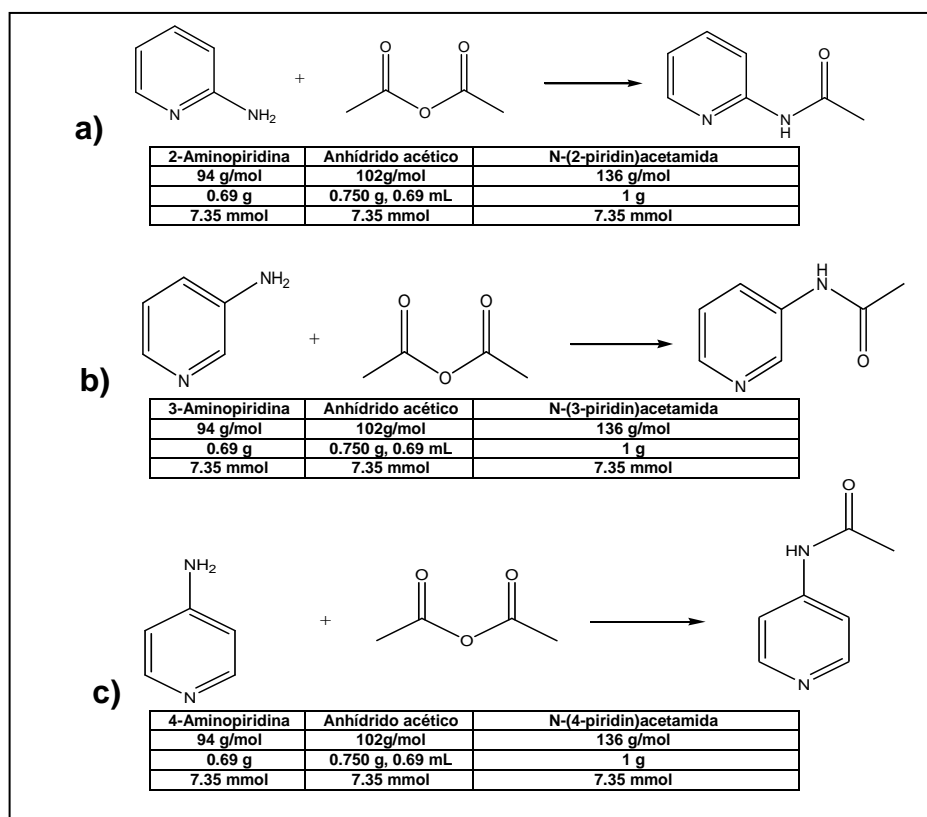 O O O
+
N NH2 O N N H
a)
2-Aminopiridina Anhídrido acético N-(2-piridin)acetamida
94 g/mol 102g/mol 136 g/mol
0.69 g 0.750 g, 0.69 mL 1 g
7.35 mmol 7.35 mmol 7.35 mmol
NH2 H N
O O
+
N O N O
b)
3-Aminopiridina Anhídrido acético N-(3-piridin)acetamida
94 g/mol 102g/mol 136 g/mol
0.69 g 0.750 g, 0.69 mL 1 g
7.35 mmol 7.35 mmol 7.35 mmol
O
NH2 O O HN
+
O
N N
c)
4-Aminopiridina Anhídrido acético N-(4-piridin)acetamida
94 g/mol 102g/mol 136 g/mol
0.69 g 0.750 g, 0.69 mL 1 g
7.35 mmol 7.35 mmol 7.35 mmol